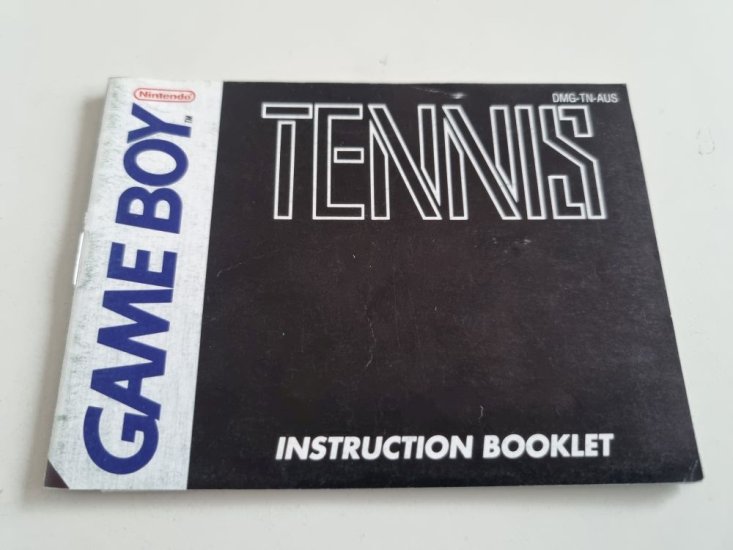 Nintendo
GAME BOY™
DMG-TN-AUS
TENNIS
INSTRUCTION BOOKLET